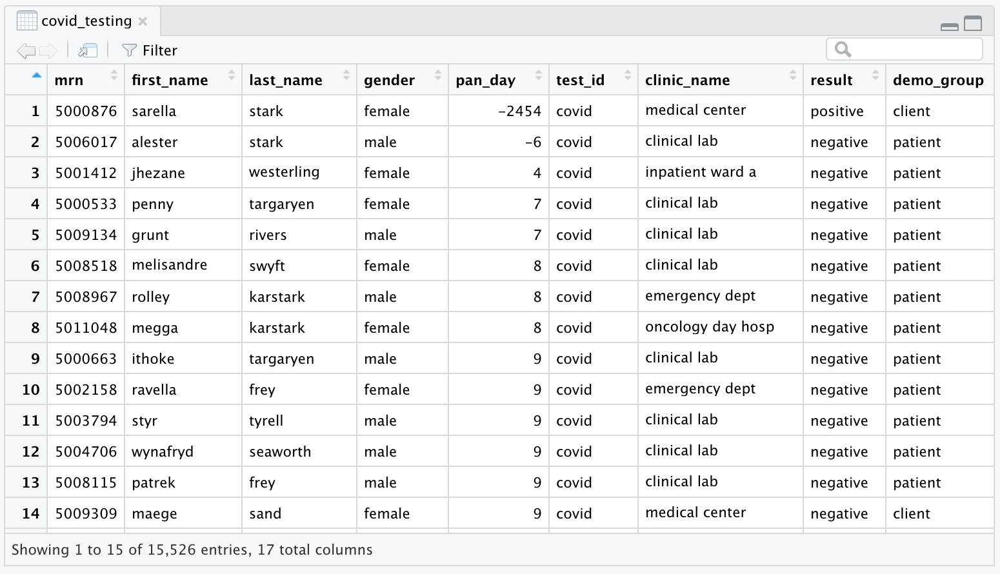 covid_testing
Filter
mrn first_name last_name gender pan_day test_id clinic_name result demo_group
1 5000876 sarella stark female -2454 covid medical center positive client
2 5006017 alester stark male -6 covid clinical lab negative patient
3 5001412 jhezane westerling female 4 covid inpatient ward a negative patient
4 5000533 penny targaryen female 7 covid clinical lab negative patient
5 5009134 grunt rivers male 7 covid clinical lab negative patient
6 5008518 melisandre swyft female 8 covid clinical lab negative patient
7 5008967 rolley karstark male 8 covid emergency dept negative patient
8 5011048 megga karstark female 8 covid oncology day hosp negative patient
9 5000663 ithoke targaryen male 9 covid clinical lab negative patient
10 5002158 ravella frey female 9 covid emergency dept negative patient
11 5003794 styr tyrell male 9 covid clinical lab negative patient
12 5004706 wynafryd seaworth male 9 covid clinical lab negative patient
13 5008115 patrek frey male 9 covid clinical lab negative patient
14 5009309 maege sand female 9 covid medical center negative client
Showing 1 to 15 of 15,526 entries, 17 total columns